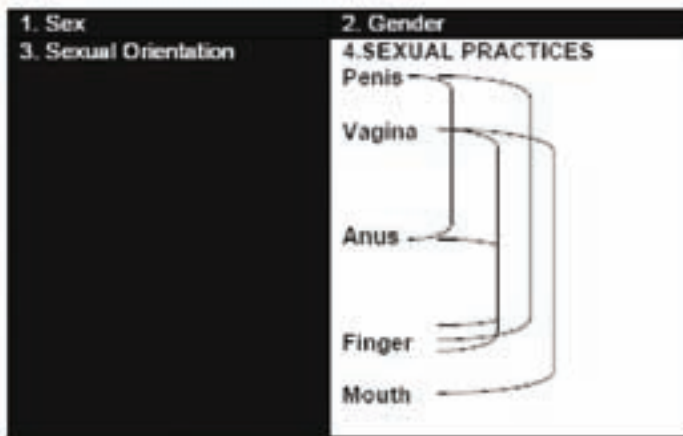 1. Sex
2. Gender
3. Sexual Orientation
4.SEXUAL PRACTICES
Penis
Vagina
Anus
Finger
Mouth